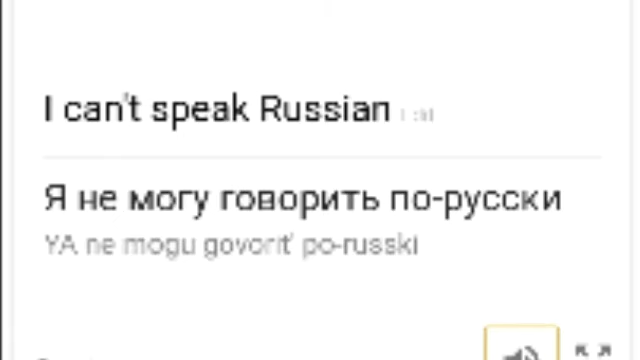 I can't speak Russian
Я не могу говорить по-русски
YA ne mogu govorit' po-russki